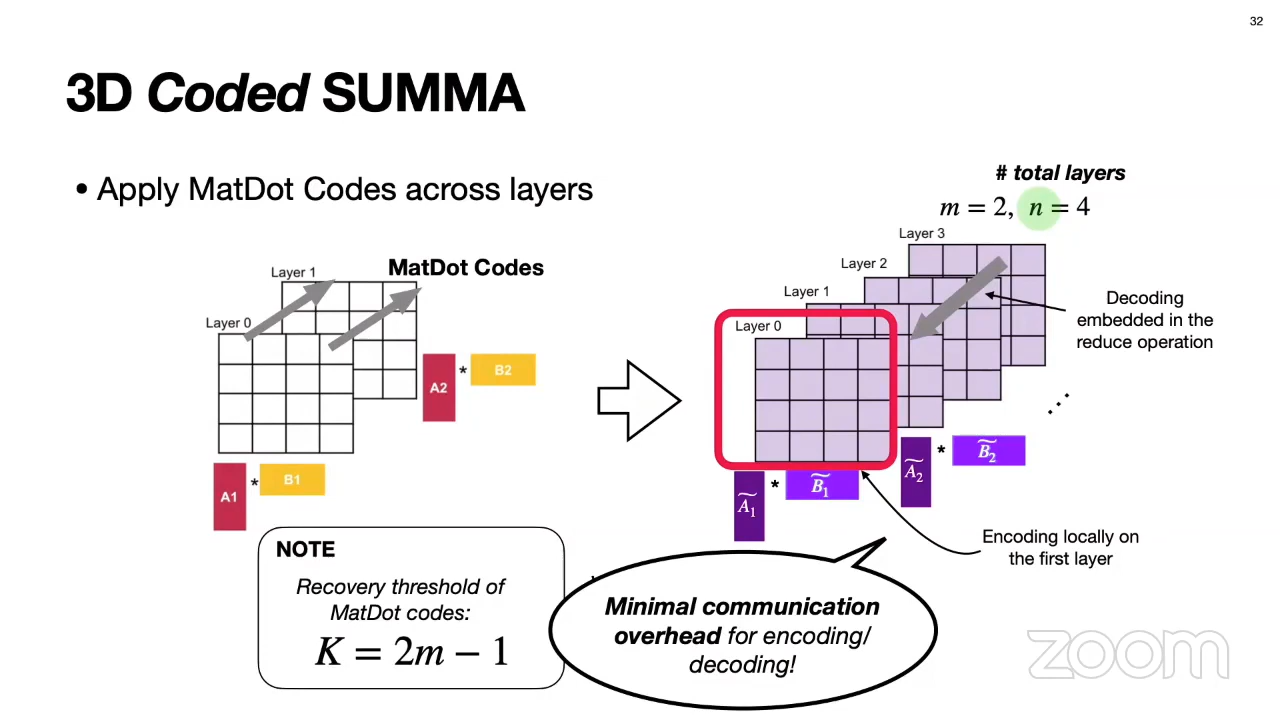 32
3D Coded SUMMA
• Apply MatDot Codes across layers
# total layers
m = 2, n = 4
Layer 3
Layer 2
Layer 1
Layer 0
MatDot Codes
Layer 1
Layer 0
A2 * B2
A1 * B1
Decoding
embedded in the
reduce operation
Ã₂ * B̃₂
Ã₁ * B̃₁
Encoding locally on
the first layer
NOTE
Recovery threshold of
MatDot codes:
K = 2m − 1
Minimal communication
overhead for encoding/
decoding!
zoom